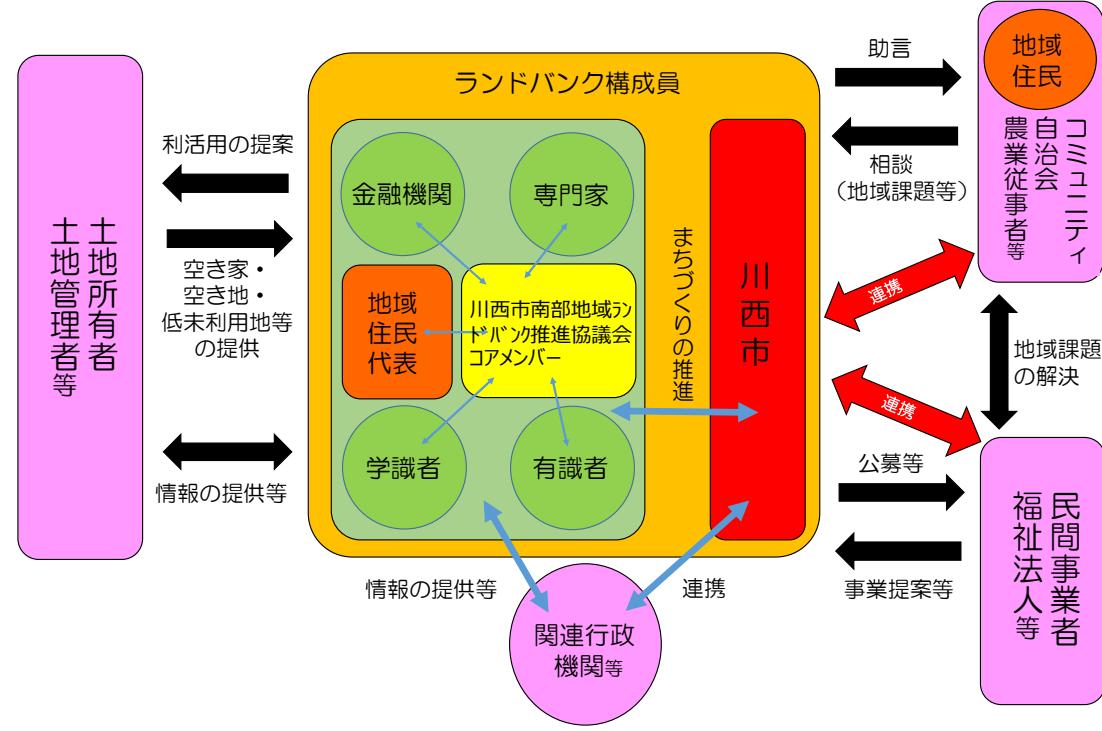 ランドバンク構成員
金融機関
専門家
地域
住民
代表
川西市南部地域ラン
ドバンク推進協議会
コアメンバー
学識者
有識者
まちづくりの推進
川西市
土地所有者
土地管理者等
利活用の提案
空き家・
空き地・
低未利用地等
の提供
情報の提供等
助言
相談
（地域課題等）
地域
住民
コミュニティ
自治会
農業従事者等
連携
連携
地域課題
の解決
公募等
事業提案等
民間事業者
福祉法人等
情報の提供等
連携
関連行政
機関等